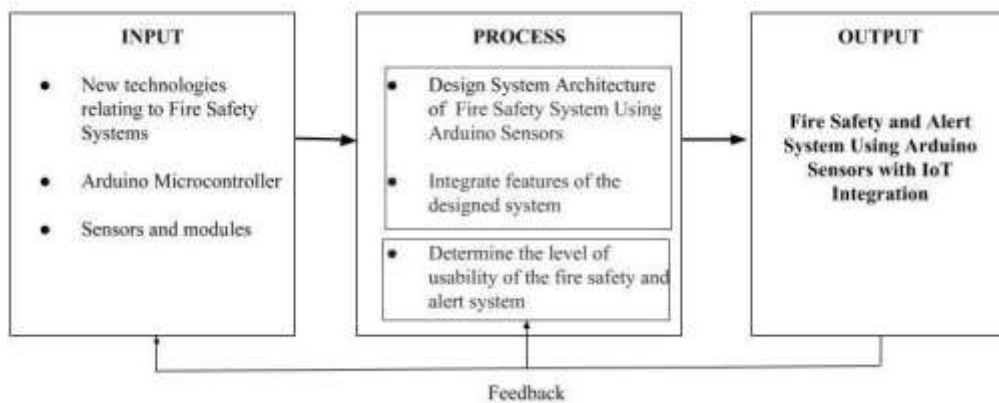 INPUT
● New technologies
relating to Fire Safety
Systems
● Arduino Microcontroller
● Sensors and modules
PROCESS
● Design System Architecture
of Fire Safety System Using
Arduino Sensors
● Integrate features of the
designed system
● Determine the level of
usability of the fire safety and
alert system
OUTPUT
Fire Safety and Alert
System Using Arduino
Sensors with IoT
Integration
Feedback